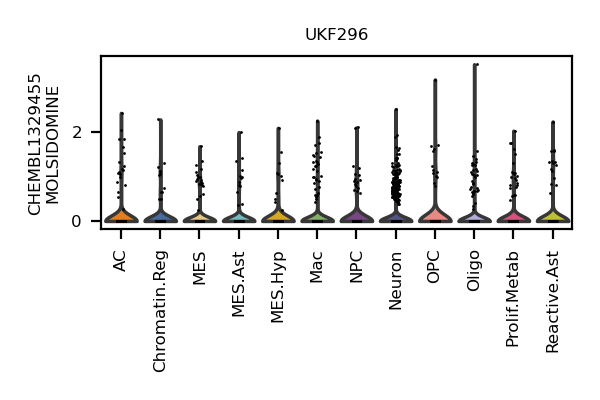 UKF296
CHEMBL1329455
MOLSIDOMINE
2
0
AC
Chromatin.Reg
MES
MES.Ast
MES.Hyp
Mac
NPC
Neuron
OPC
Oligo
Prolif.Metab
Reactive.Ast